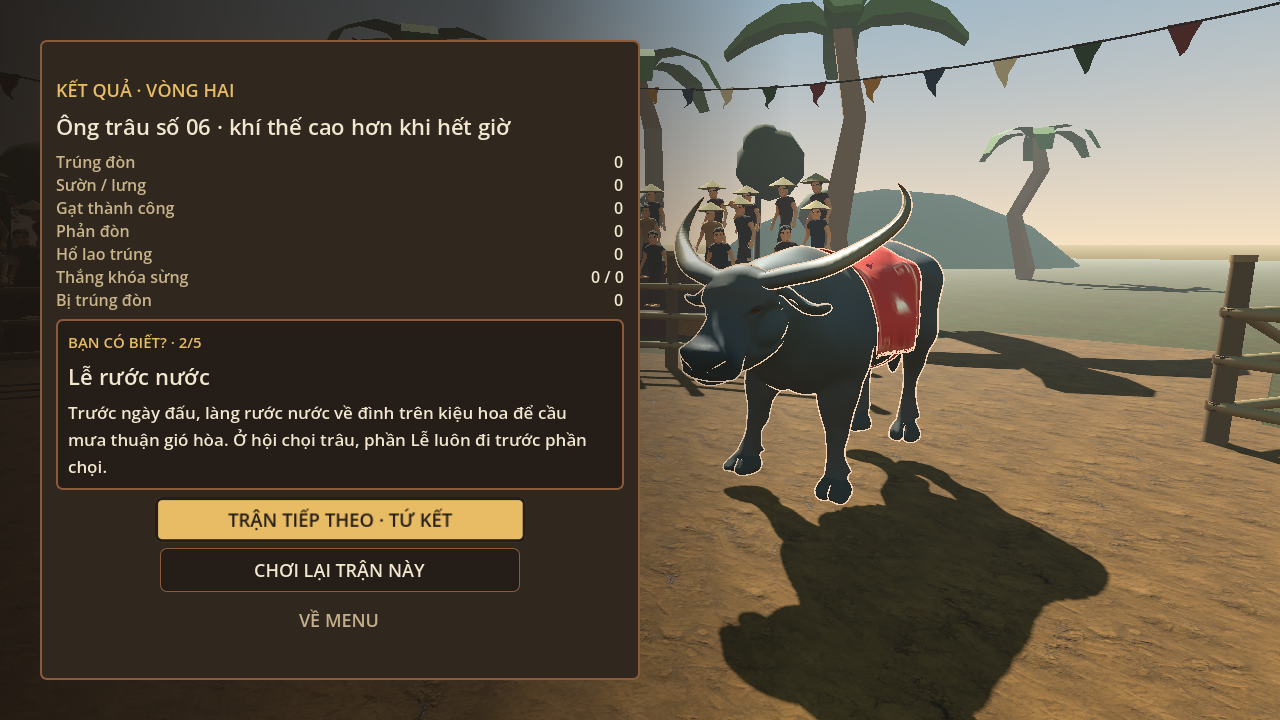 KẾT QUẢ · VÒNG HAI
Ông trâu số 06 · khí thế cao hơn khi hết giờ
Trúng đòn 0
Sườn / lưng 0
Gạt thành công 0
Phản đòn 0
Hổ lao trúng 0
Thắng khóa sừng 0 / 0
Bị trúng đòn 0
BẠN CÓ BIẾT? · 2/5
Lễ rước nước
Trước ngày đấu, làng rước nước về đình trên kiệu hoa để cầu
mưa thuận gió hòa. Ở hội chọi trâu, phần Lễ luôn đi trước phần
chọi.
TRẬN TIẾP THEO · TỨ KẾT
CHƠI LẠI TRẬN NÀY
VỀ MENU